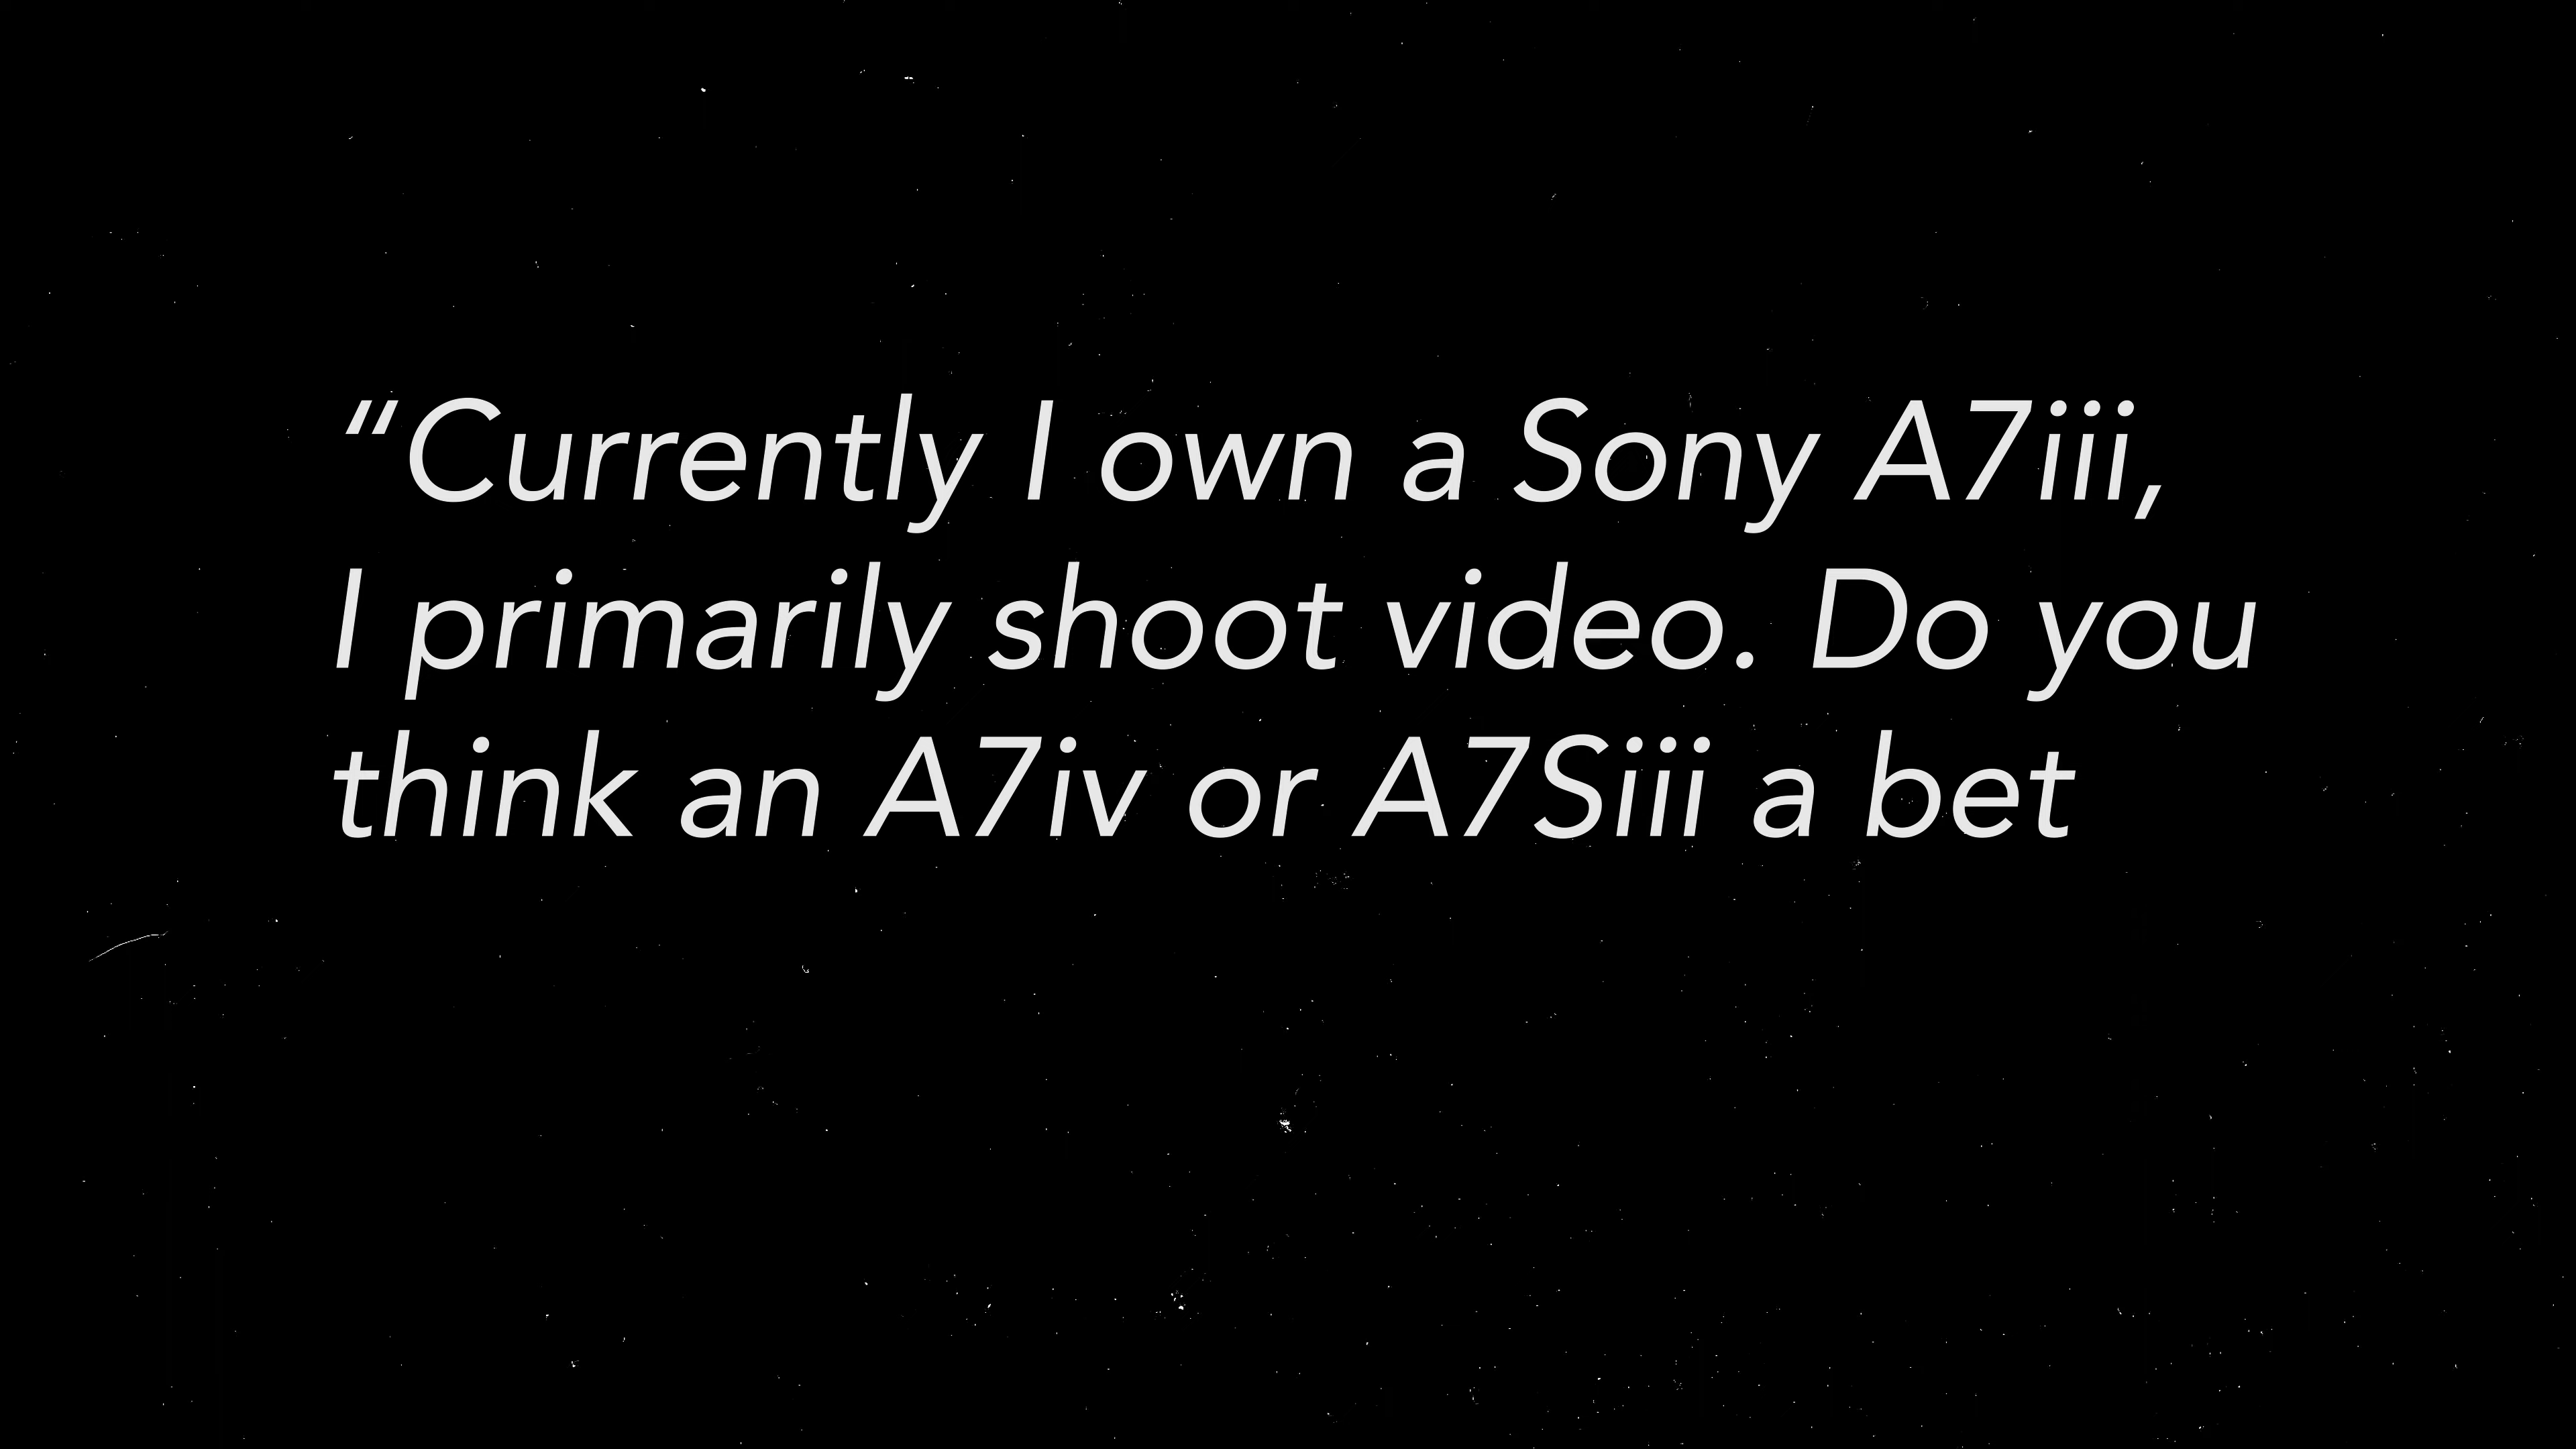 “Currently I own a Sony A7iii,
I primarily shoot video. Do you
think an A7iv or A7Siii a bet